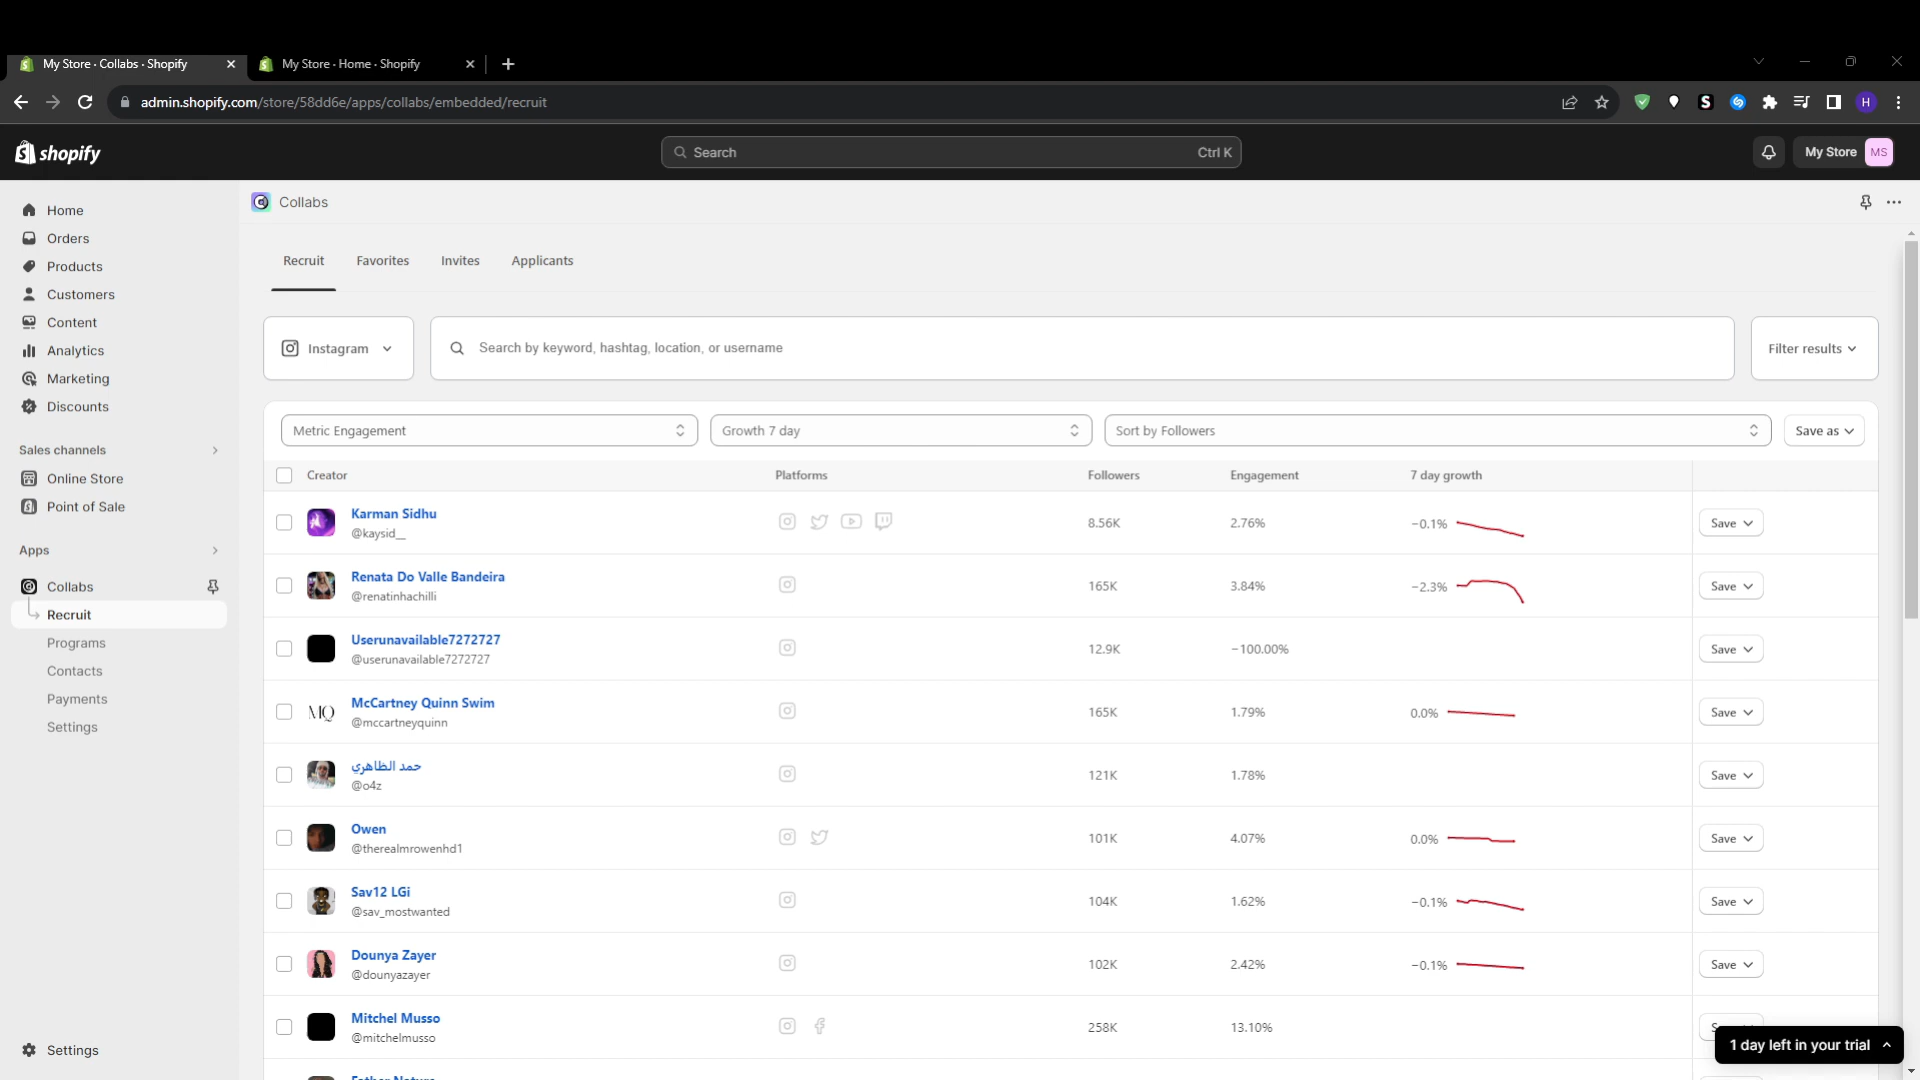 My Store · Collabs · Shopify
My Store · Home · Shopify
admin.shopify.com/store/58dd6e/apps/collabs/embedded/recruit
S
H
shopify
Search
Ctrl K
My Store
MS
Home
Orders
Products
Customers
Content
Analytics
Marketing
Discounts
Sales channels
Online Store
Point of Sale
Apps
Collabs
Recruit
Programs
Contacts
Payments
Settings
Settings
Collabs
Recruit
Favorites
Invites
Applicants
Instagram
Search by keyword, hashtag, location, or username
Filter results
Metric Engagement
Growth 7 day
Sort by Followers
Save as
Creator Platforms Followers Engagement 7 day growth
Karman Sidhu
@kaysid__
8.56K 2.76% -0.1% Save
Renata Do Valle Bandeira
@renatinhachilli
165K 3.84% -2.3% Save
Userunavailable7272727
@userunavailable7272727
12.9K -100.00% Save
MQ
McCartney Quinn Swim
@mccartneyquinn
165K 1.79% 0.0% Save
حمد الظاهري
@o4z
121K 1.78% Save
Owen
@therealmrowenhd1
101K 4.07% 0.0% Save
Sav12 LGi
@sav_mostwanted
104K 1.62% -0.1% Save
Dounya Zayer
@dounyazayer
102K 2.42% -0.1% Save
Mitchel Musso
@mitchelmusso
258K 13.10%
1 day left in your trial